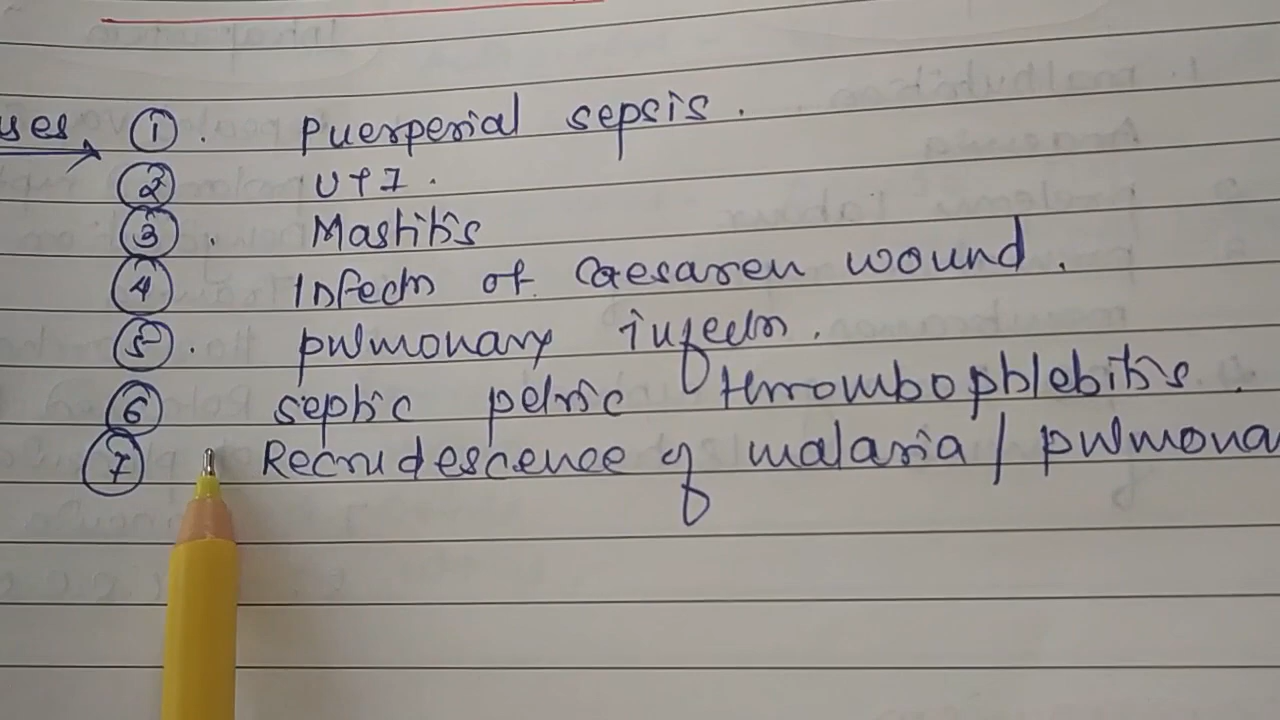 uses → ① . Puerperial sepsis .
② UTI .
③ . Mastitis
④ Infectn of Caesaren wound .
⑤ . pulmonary infectn .
⑥ septic pelvic thrombophlebitis .
⑦ Recrudescence of malaria / pulmona